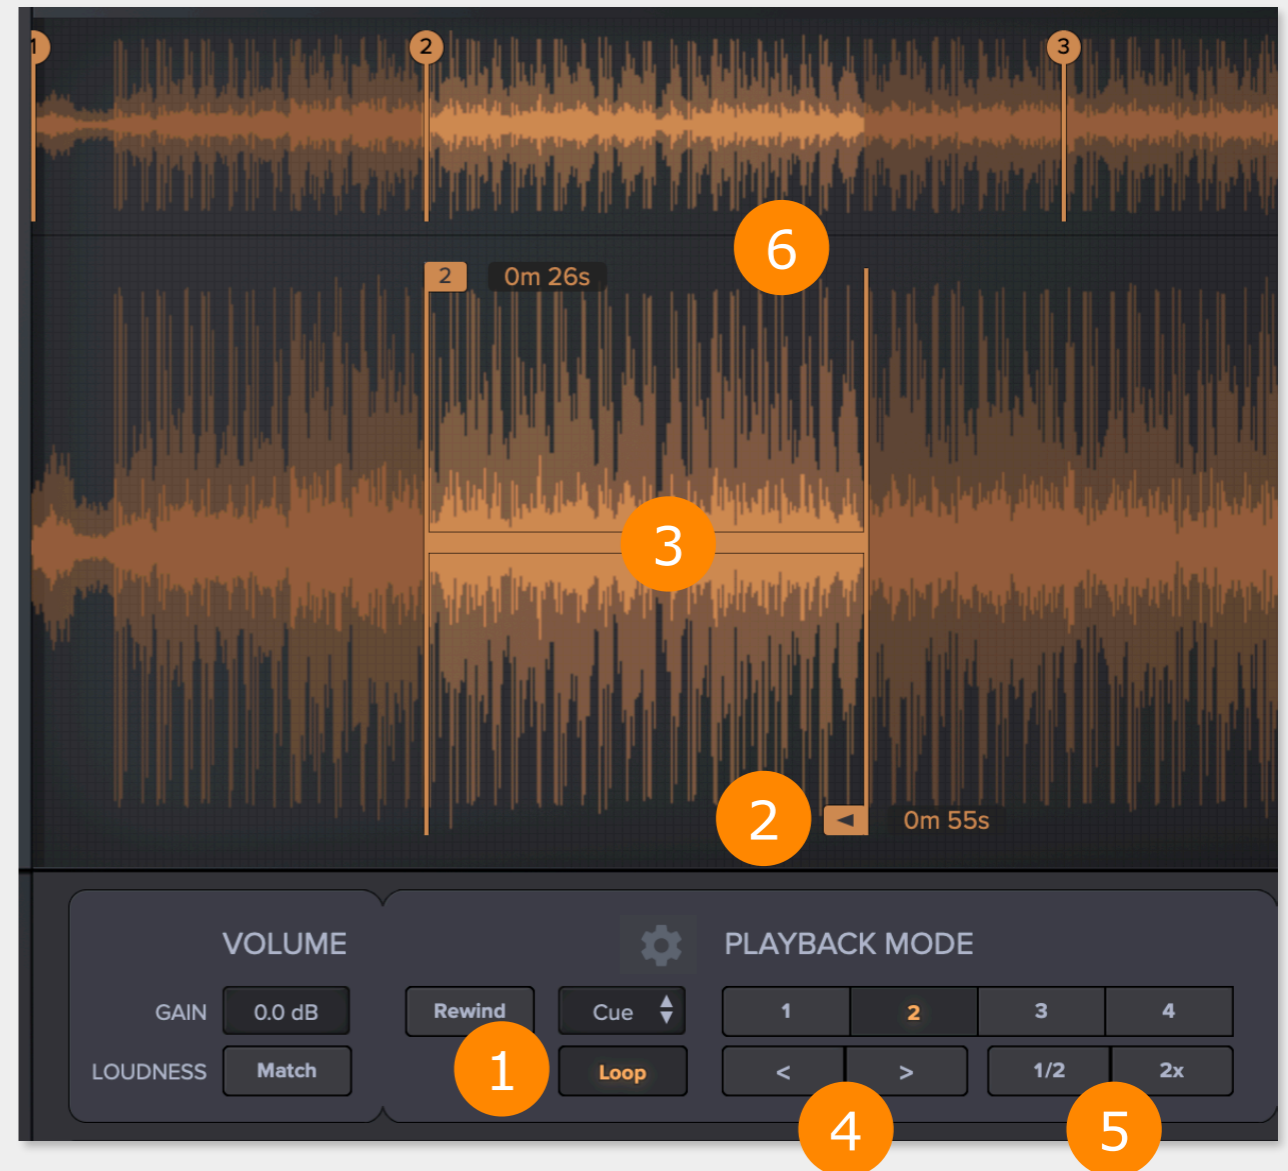 1 2 3
6
2 0m 26s
3
2 0m 55s
VOLUME PLAYBACK MODE
GAIN 0.0 dB Rewind Cue 1 2 3 4
LOUDNESS Match 1 Loop < > 1/2 2x
4 5